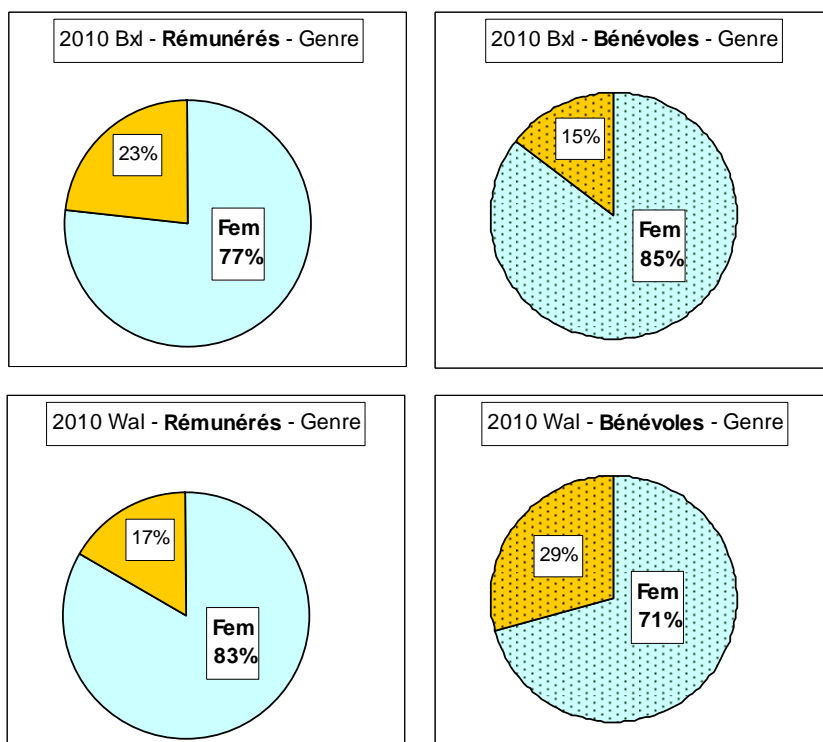 2010 Bxl - Rémunérés - Genre
23%
Fem
77%
2010 Bxl - Bénévoles - Genre
15%
Fem
85%
2010 Wal - Rémunérés - Genre
17%
Fem
83%
2010 Wal - Bénévoles - Genre
29%
Fem
71%